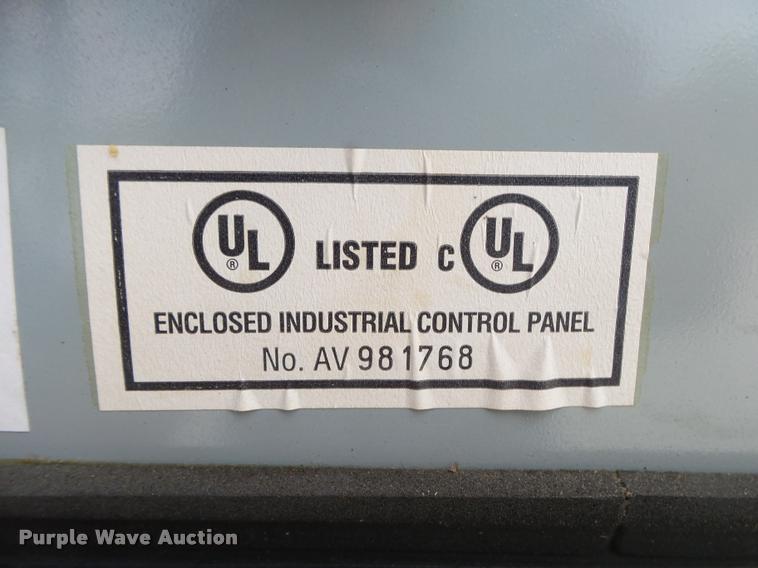 UL ® LISTED C UL ®
ENCLOSED INDUSTRIAL CONTROL PANEL
No. AV 981768
Purple Wave Auction